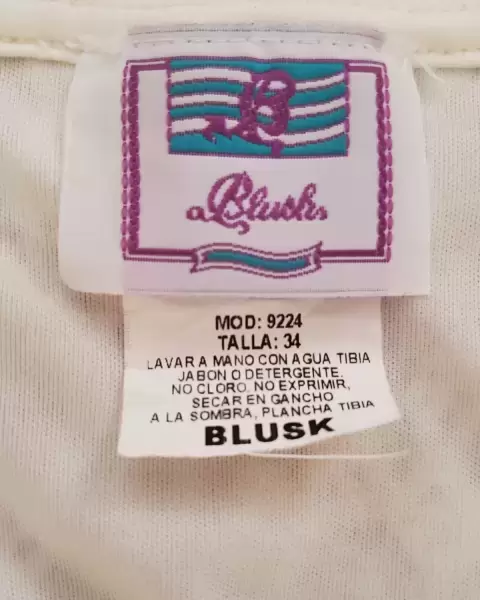 B
Blusk
MOD: 9224
TALLA: 34
LAVAR A MANO CON AGUA TIBIA
JABON O DETERGENTE.
NO CLORO. NO EXPRIMIR,
SECAR EN GANCHO
A LA SOMBRA, PLANCHA TIBIA
BLUSK